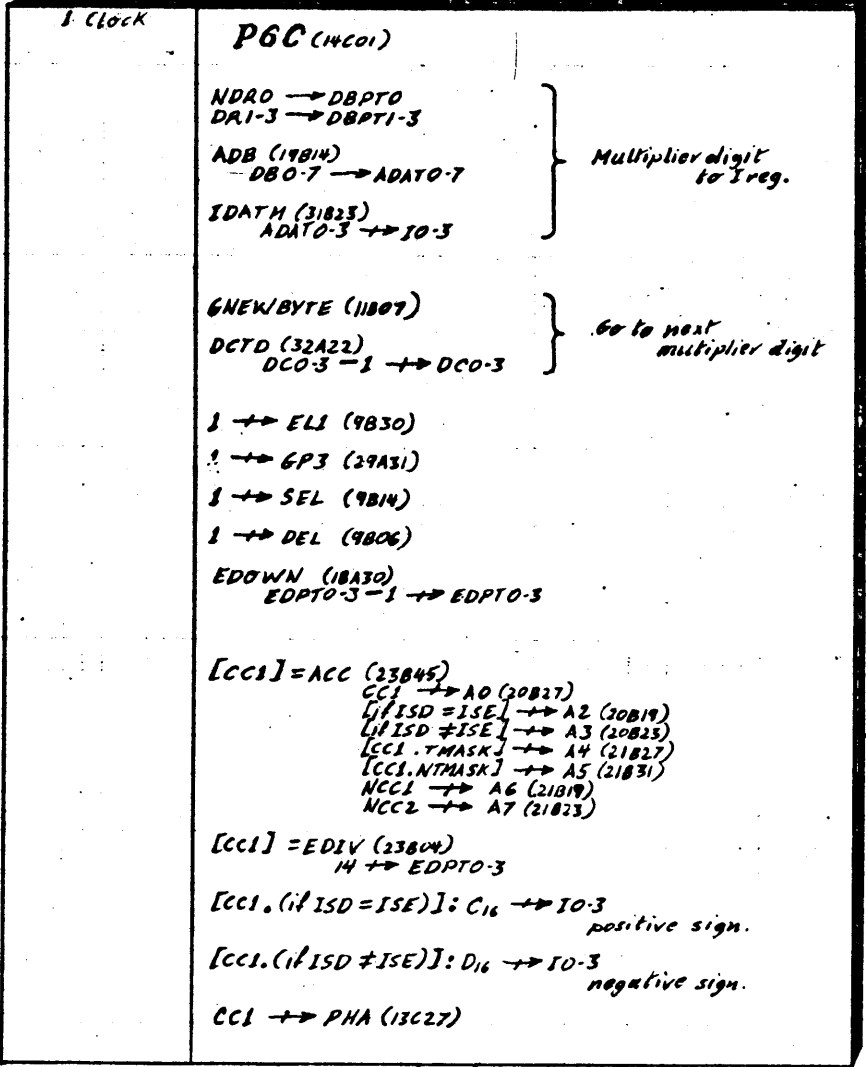 1 Clock
P6C (14C01)
NDR0 → DBPT0
DR1-3 → DBPT1-3
ADB (19B14)
DB0-7 → ADAT0-7
IDATM (31B23)
ADAT0-3 +→ I0-3
Multiplier digit
to I reg.
GNEWBYTE (11B07)
DCTD (32A22)
DC0-3 - 1 +→ DC0-3
Go to next
multiplier digit
1 +→ EL1 (9B30)
1 +→ GP3 (29A31)
1 +→ SEL (9B14)
1 +→ DEL (9B06)
EDOWN (18A30)
EDPT0-3 - 1 +→ EDPT0-3
[CC1] = ACC (23B45)
CC1 +→ A0 (20B27)
[if ISD = ISE] +→ A2 (20B19)
[if ISD ≠ ISE] +→ A3 (20B23)
[CC1.TMASK] +→ A4 (21B27)
[CC1.NTMASK] +→ A5 (21B31)
NCC1 +→ A6 (21B19)
NCC2 +→ A7 (21B23)
[CC1] = EDIV (23B04)
14 +→ EDPT0-3
[CC1.(if ISD = ISE)]: C₁₆ +→ I0-3
positive sign.
[CC1.(if ISD ≠ ISE)]: D₁₆ +→ I0-3
negative sign.
CC1 +→ PHA (13C27)